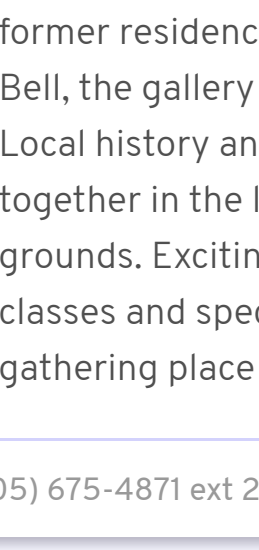 former residenc
Bell, the gallery
Local history an
together in the l
grounds. Excitin
classes and spec
gathering place
05) 675-4871 ext 2